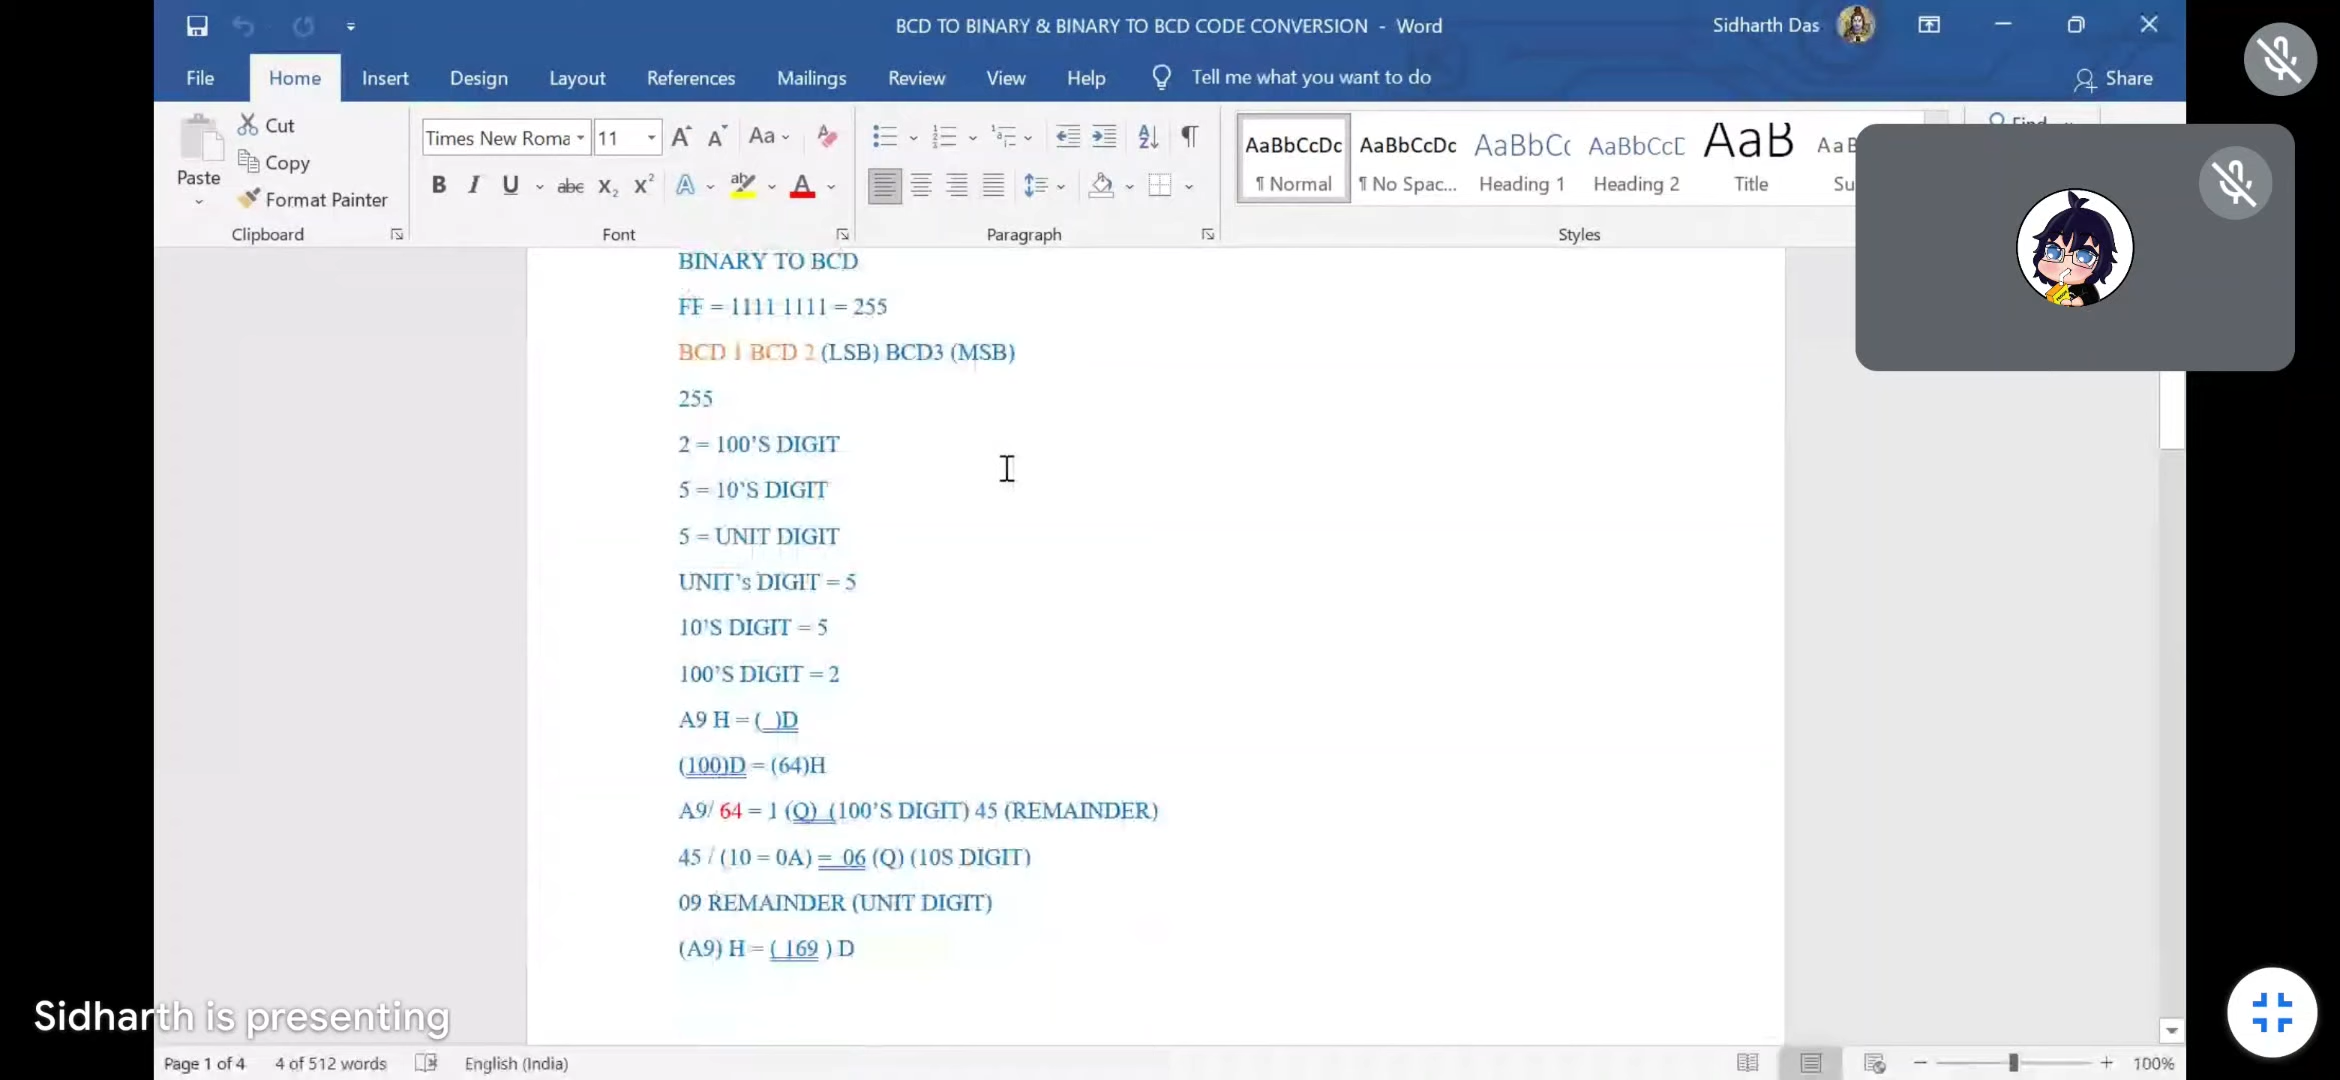 BCD TO BINARY & BINARY TO BCD CODE CONVERSION - Word
Sidharth Das
File Home Insert Design Layout References Mailings Review View Help Tell me what you want to do Share
Paste
Cut
Copy
Format Painter
Clipboard
Times New Roma 11
Font
Paragraph
AaBbCcDc AaBbCcDc AaBbCc AaBbCcD AaB
¶ Normal ¶ No Spac... Heading 1 Heading 2 Title Su
Styles
BINARY TO BCD
FF = 1111 1111 = 255
BCD 1 BCD 2 (LSB) BCD3 (MSB)
255
2 = 100’S DIGIT
5 = 10’S DIGIT
5 = UNIT DIGIT
UNIT’s DIGIT = 5
10’S DIGIT = 5
100’S DIGIT = 2
A9 H = ( )D
(100)D = (64)H
A9/ 64 = 1 (Q) (100’S DIGIT) 45 (REMAINDER)
45 / (10 = 0A) = 06 (Q) (10S DIGIT)
09 REMAINDER (UNIT DIGIT)
(A9) H = ( 169 ) D
Sidharth is presenting
Page 1 of 4 4 of 512 words English (India) 100%